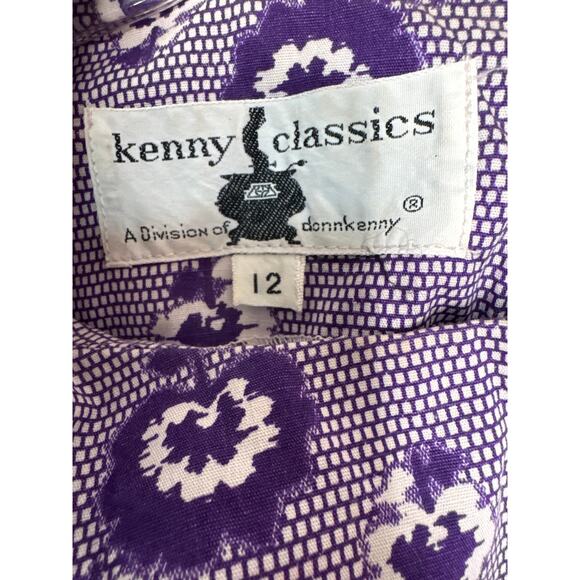 kenny classics
A Division of donnkenny ®
12